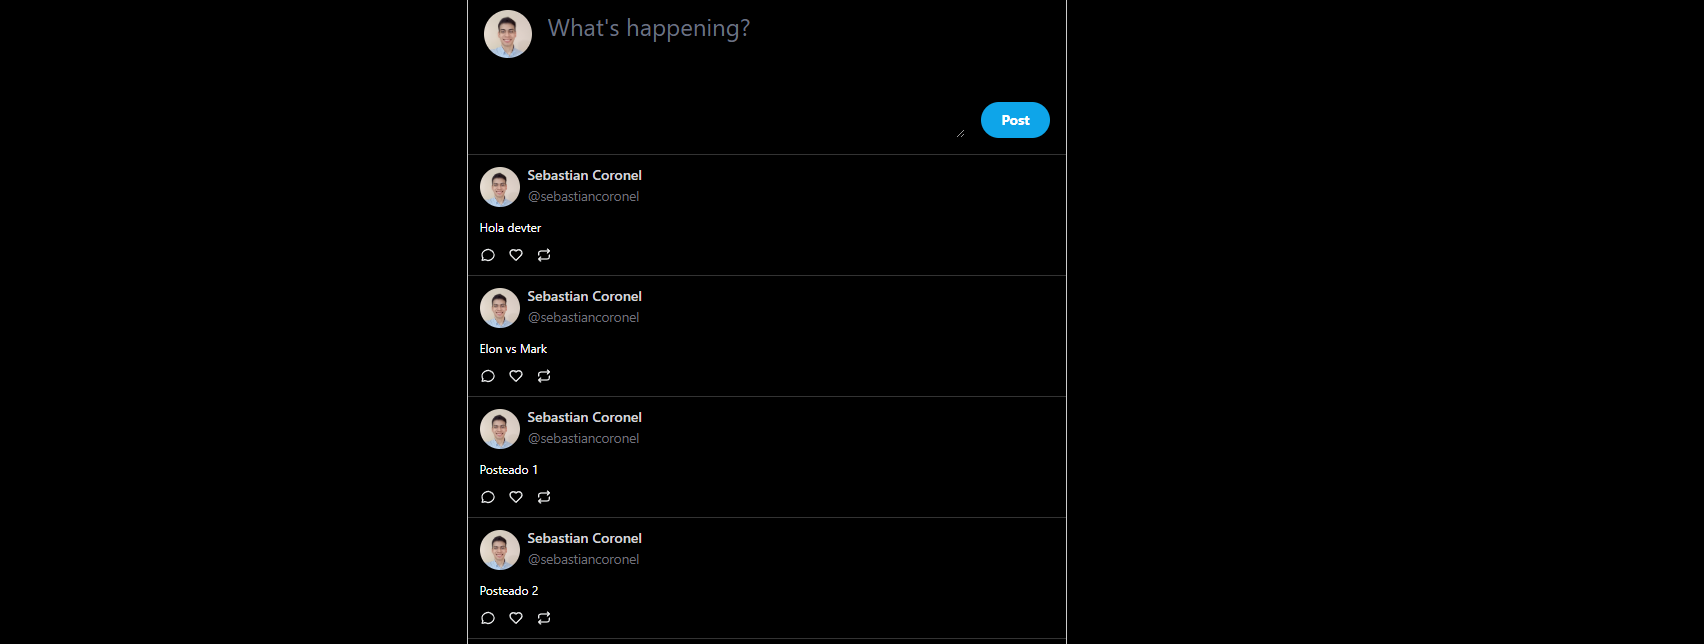 What's happening?
Post
Sebastian Coronel
@sebastiancoronel
Hola devter
Sebastian Coronel
@sebastiancoronel
Elon vs Mark
Sebastian Coronel
@sebastiancoronel
Posteado 1
Sebastian Coronel
@sebastiancoronel
Posteado 2